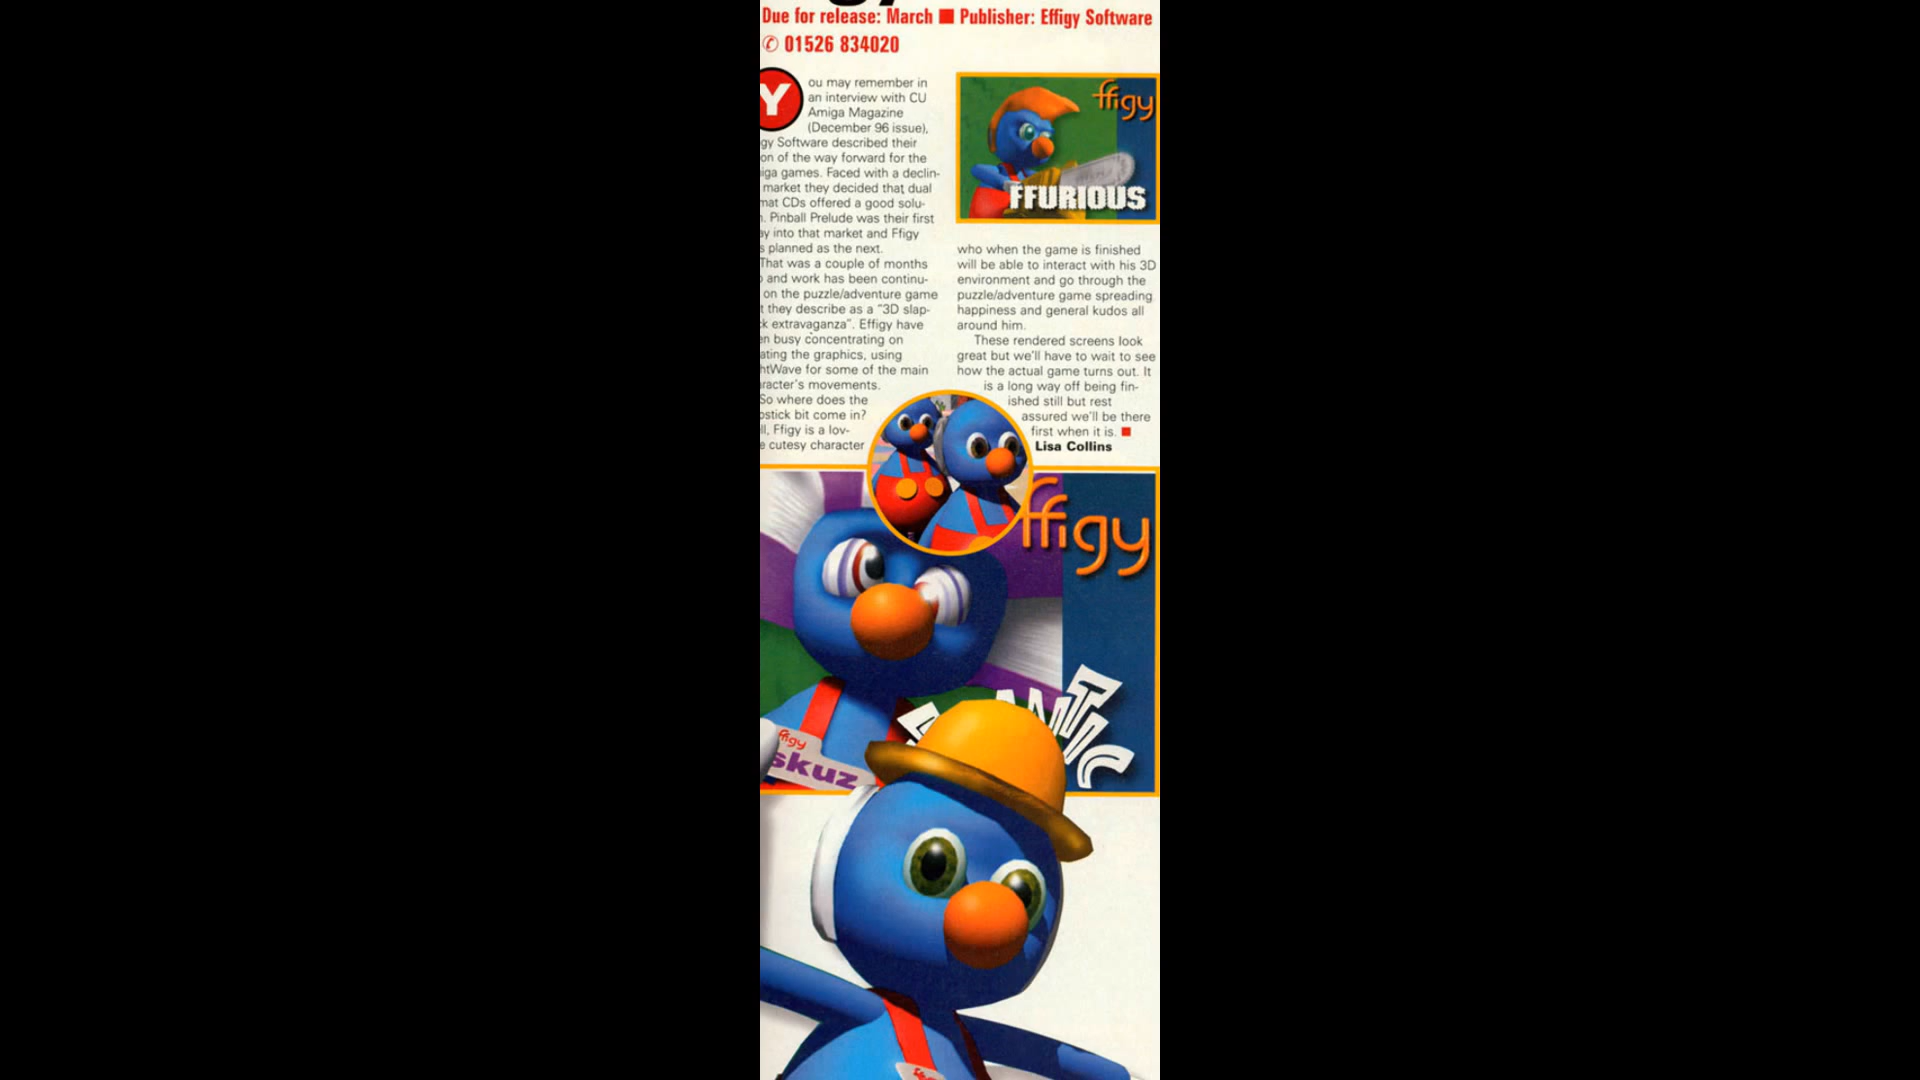 Due for release: March ■ Publisher: Effigy Software
✆ 01526 834020
You may remember in
an interview with CU
Amiga Magazine
(December 96 issue),
gy Software described their
on of the way forward for the
iga games. Faced with a declin-
market they decided that dual
mat CDs offered a good solu-
n. Pinball Prelude was their first
ay into that market and Ffigy
s planned as the next.
That was a couple of months
o and work has been continu-
on the puzzle/adventure game
t they describe as a "3D slap-
ck extravaganza". Effigy have
en busy concentrating on
ating the graphics, using
htWave for some of the main
racter's movements.
So where does the
pstick bit come in?
ll, Ffigy is a lov-
e cutesy character
ffigy
FFURIOUS
who when the game is finished
will be able to interact with his 3D
environment and go through the
puzzle/adventure game spreading
happiness and general kudos all
around him.
These rendered screens look
great but we'll have to wait to see
how the actual game turns out. It
is a long way off being fin-
ished still but rest
assured we'll be there
first when it is. ■
Lisa Collins
ffigy
ffigy
skuz